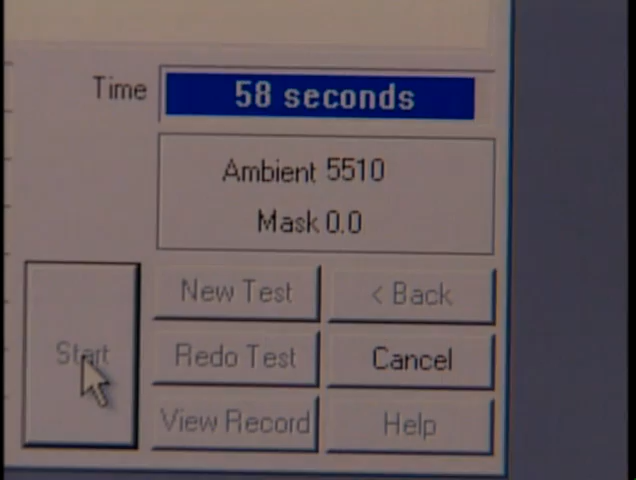 Time 58 seconds
Ambient 5510
Mask 0.0
New Test < Back
Start Redo Test Cancel
View Record Help